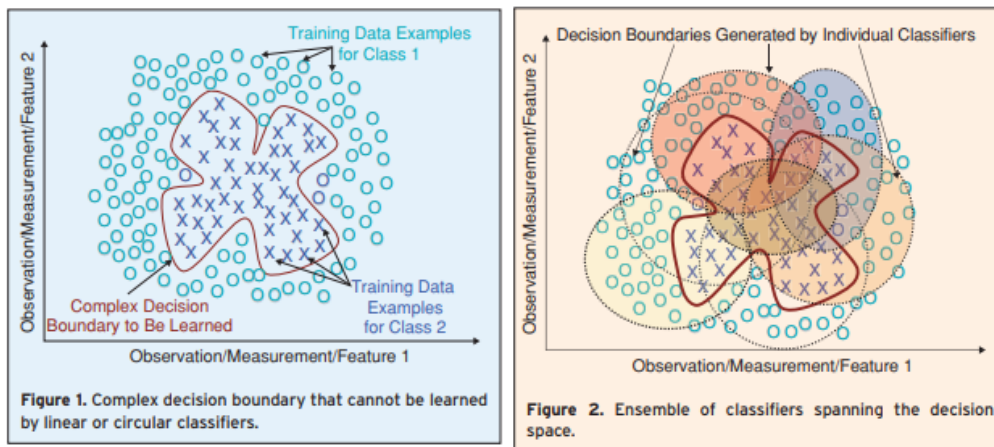 Training Data Examples
for Class 1
Observation/Measurement/Feature 2
Complex Decision
Boundary to Be Learned
Training Data
Examples
for Class 2
Observation/Measurement/Feature 1
Figure 1. Complex decision boundary that cannot be learned
by linear or circular classifiers.
Decision Boundaries Generated by Individual Classifiers
Observation/Measurement/Feature 2
Observation/Measurement/Feature 1
Figure 2. Ensemble of classifiers spanning the decision
space.